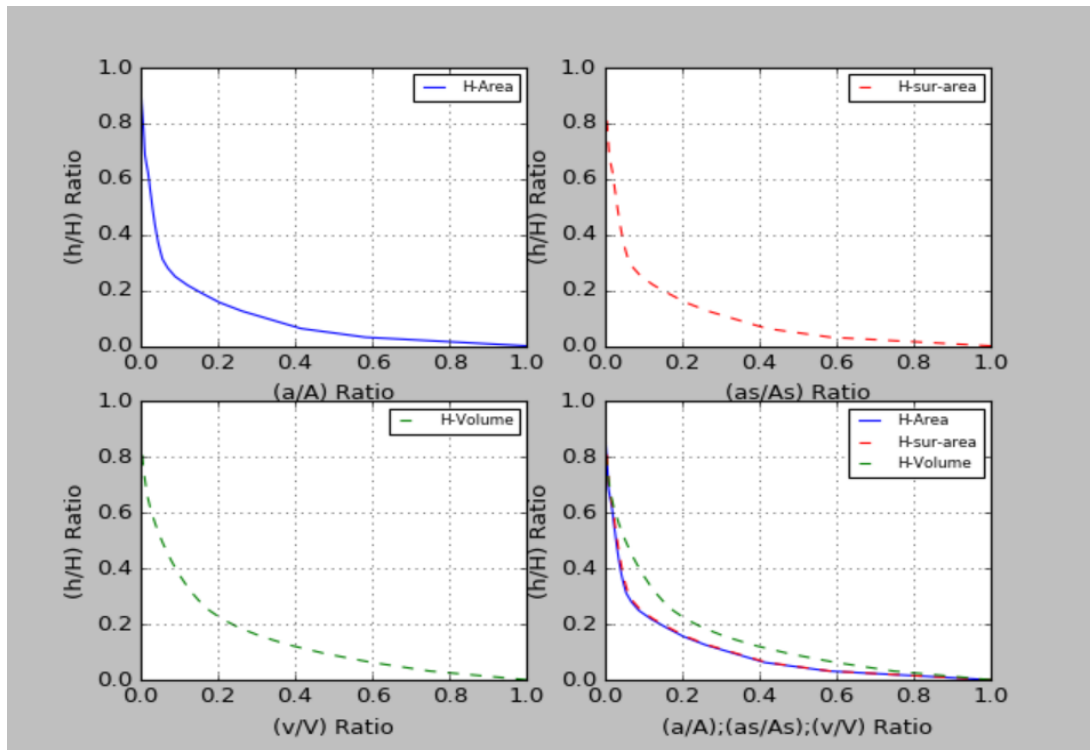 1.0
0.8
0.6
0.4
0.2
0.0
(h/H) Ratio
H-Area
0.0 0.2 0.4 0.6 0.8 1.0
(a/A) Ratio
1.0
0.8
0.6
0.4
0.2
0.0
(h/H) Ratio
H-sur-area
0.0 0.2 0.4 0.6 0.8 1.0
(as/As) Ratio
1.0
0.8
0.6
0.4
0.2
0.0
(h/H) Ratio
H-Volume
0.0 0.2 0.4 0.6 0.8 1.0
(v/V) Ratio
1.0
0.8
0.6
0.4
0.2
0.0
(h/H) Ratio
H-Area
H-sur-area
H-Volume
0.0 0.2 0.4 0.6 0.8 1.0
(a/A);(as/As);(v/V) Ratio